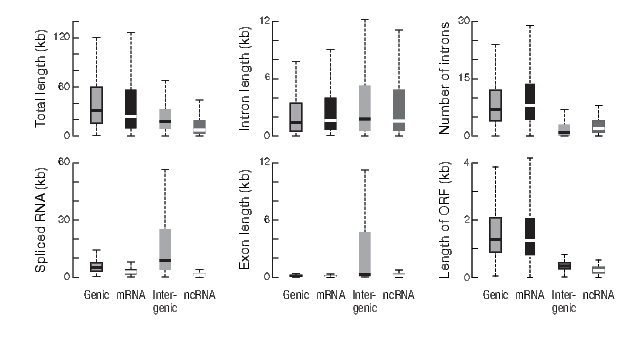 Total length (kb)
120
60
0
Intron length (kb)
12
6
0
Number of introns
30
15
0
Spliced RNA (kb)
60
30
0
Exon length (kb)
12
6
0
Length of ORF (kb)
4
2
0
Genic mRNA Inter- ncRNA
genic
Genic mRNA Inter- ncRNA
genic
Genic mRNA Inter- ncRNA
genic